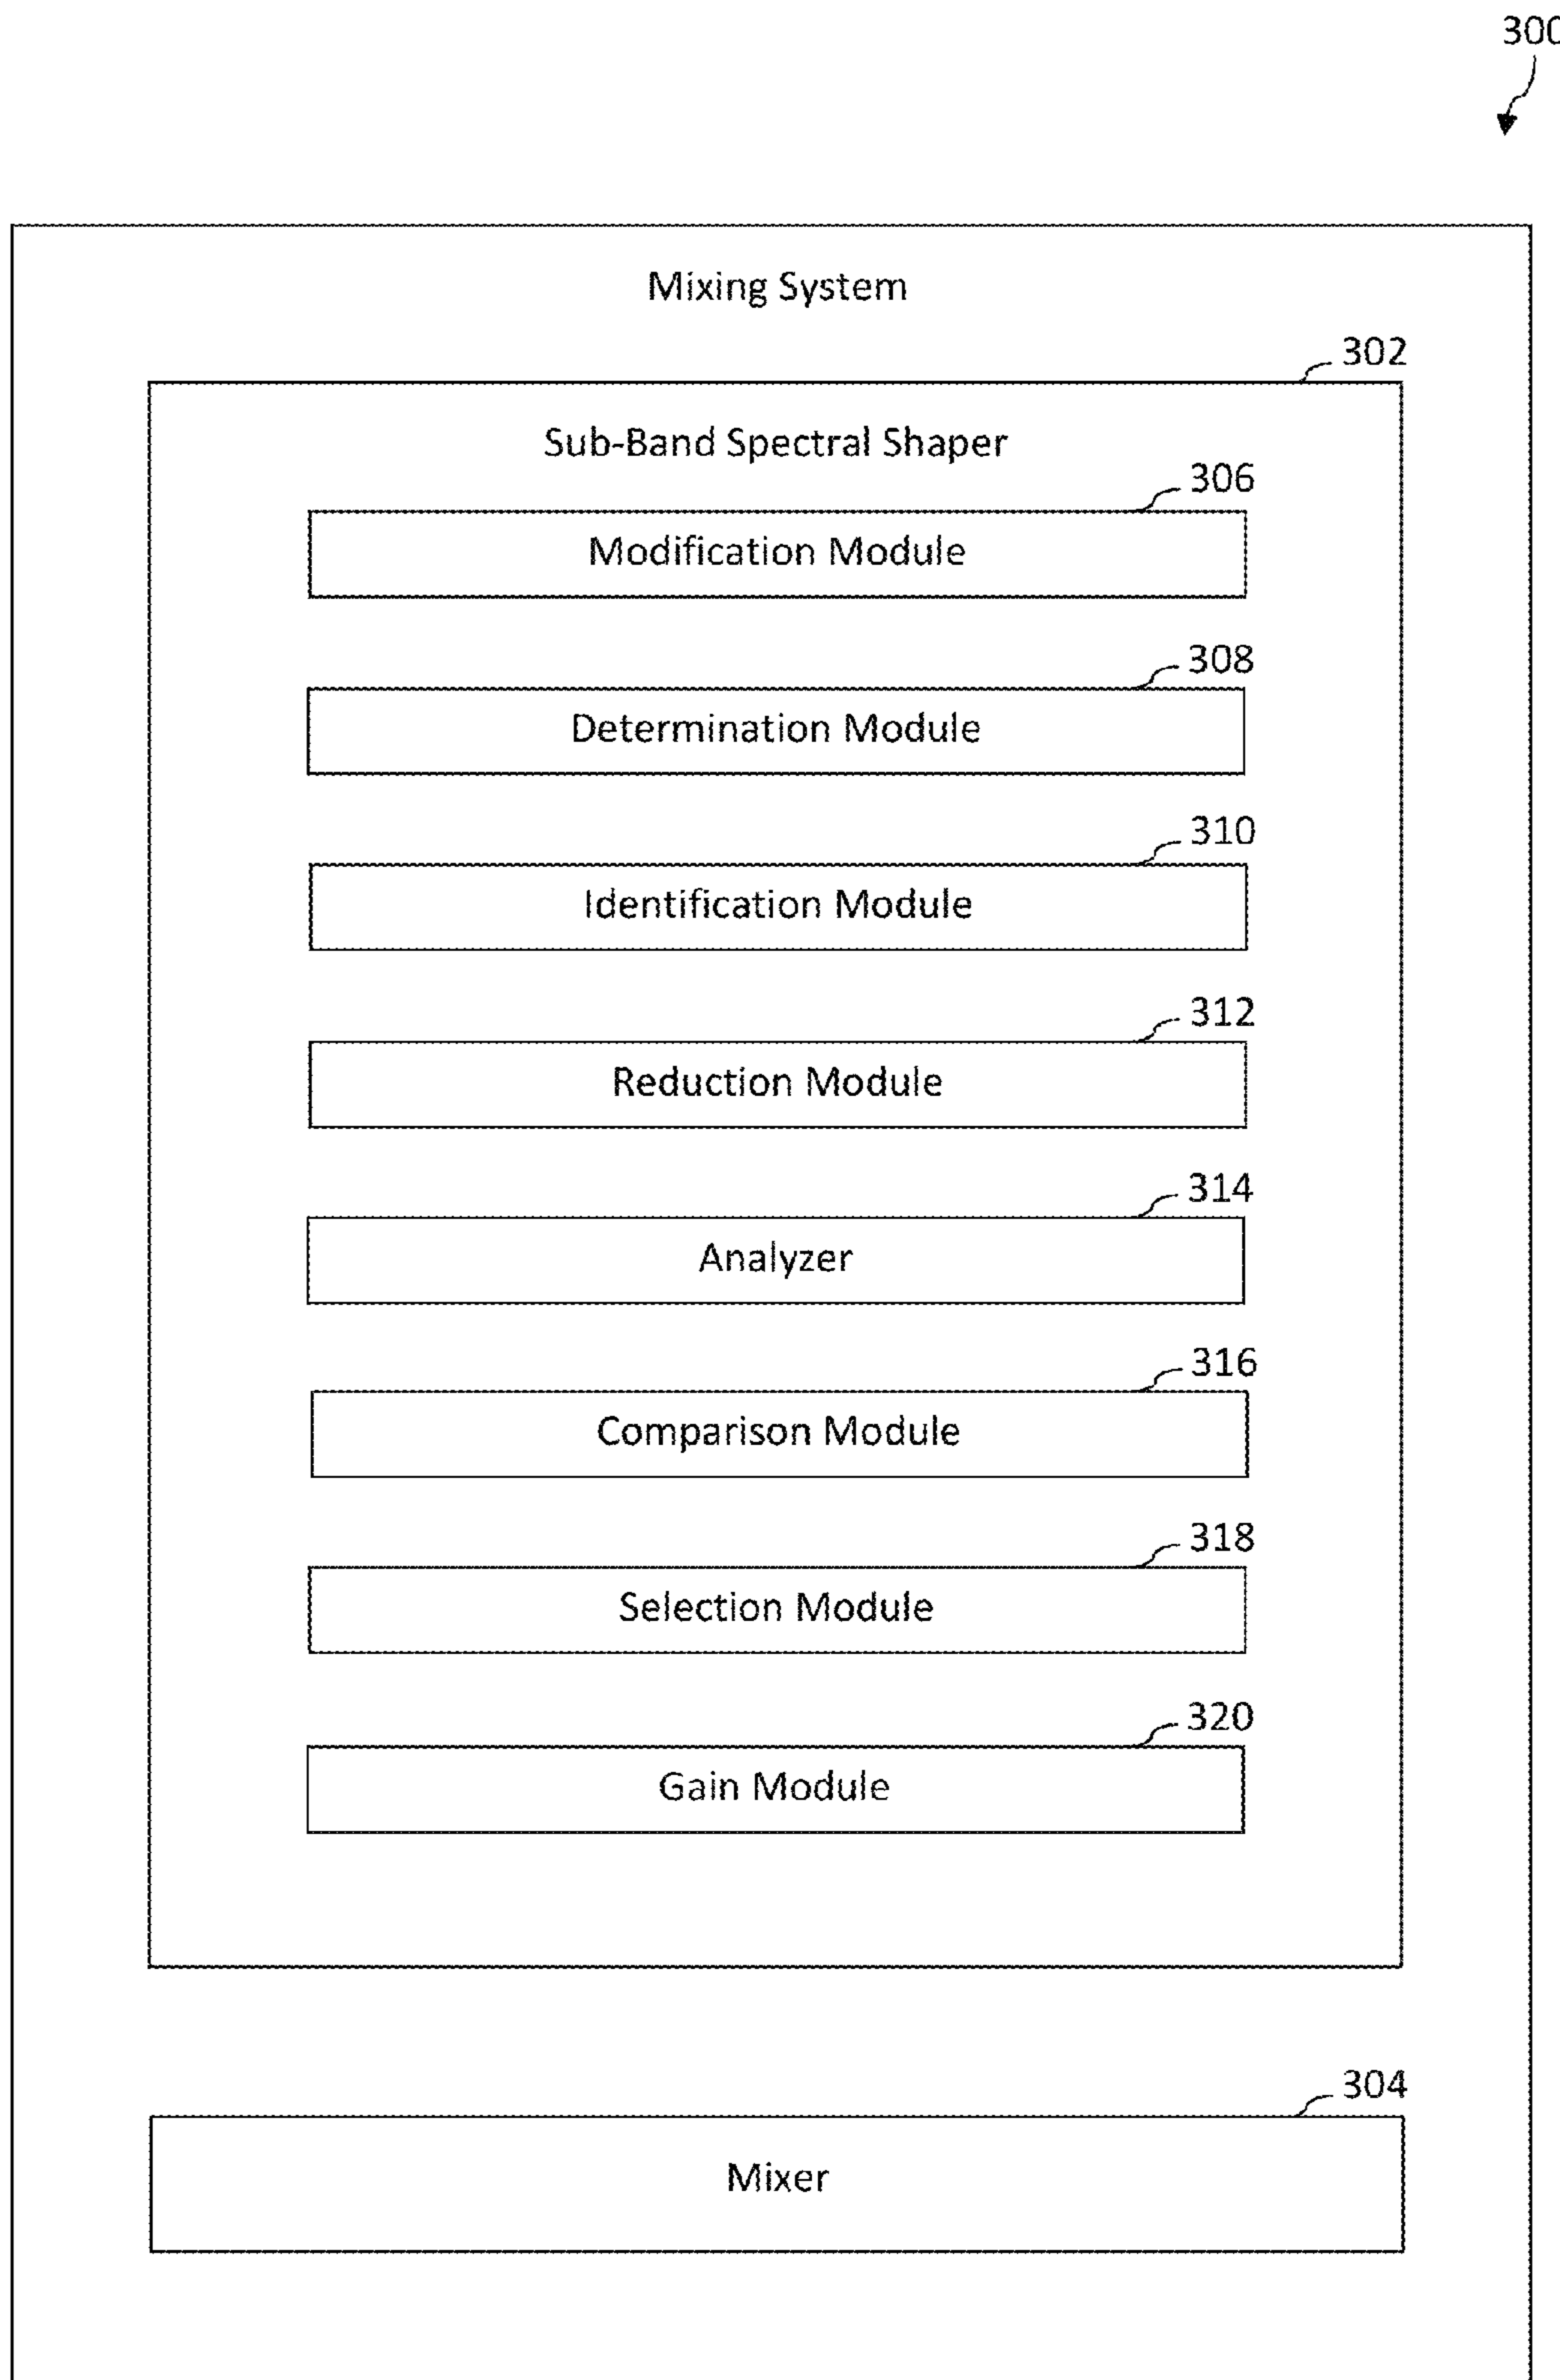 300
Mixing System
302
Sub-Band Spectral Shaper
306
Modification Module
308
Determination Module
310
Identification Module
312
Reduction Module
314
Analyzer
316
Comparison Module
318
Selection Module
320
Gain Module
304
Mixer